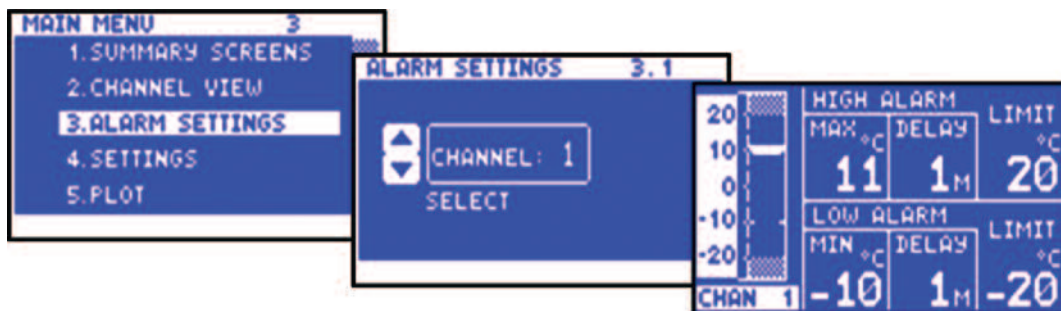 MAIN MENU 3
1.SUMMARY SCREENS
2.CHANNEL VIEW
3.ALARM SETTINGS
4.SETTINGS
5.PLOT
ALARM SETTINGS 3.1
CHANNEL: 1
SELECT
20
10
0
-10
-20
CHAN 1
HIGH ALARM
MAX °C DELAY LIMIT °C
11 1M 20
LOW ALARM
MIN °C DELAY LIMIT °C
-10 1M -20